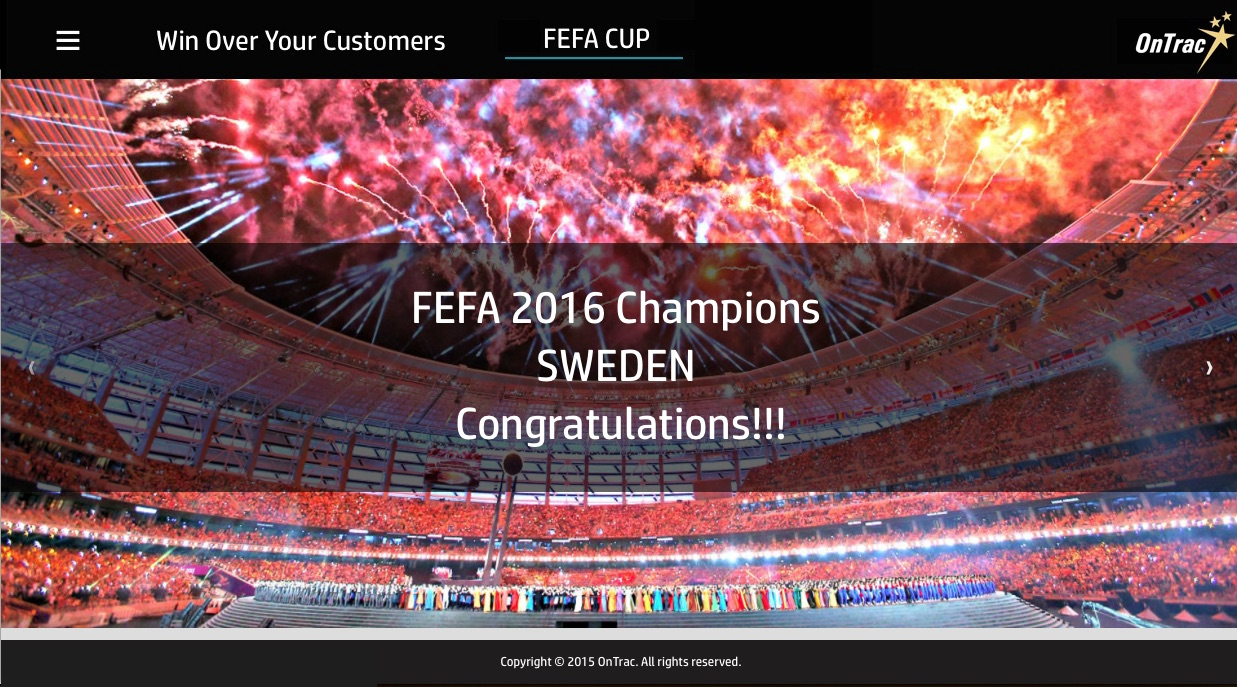 Win Over Your Customers
FEFA CUP
OnTrac
FEFA 2016 Champions
SWEDEN
Congratulations!!!
Copyright © 2015 OnTrac. All rights reserved.